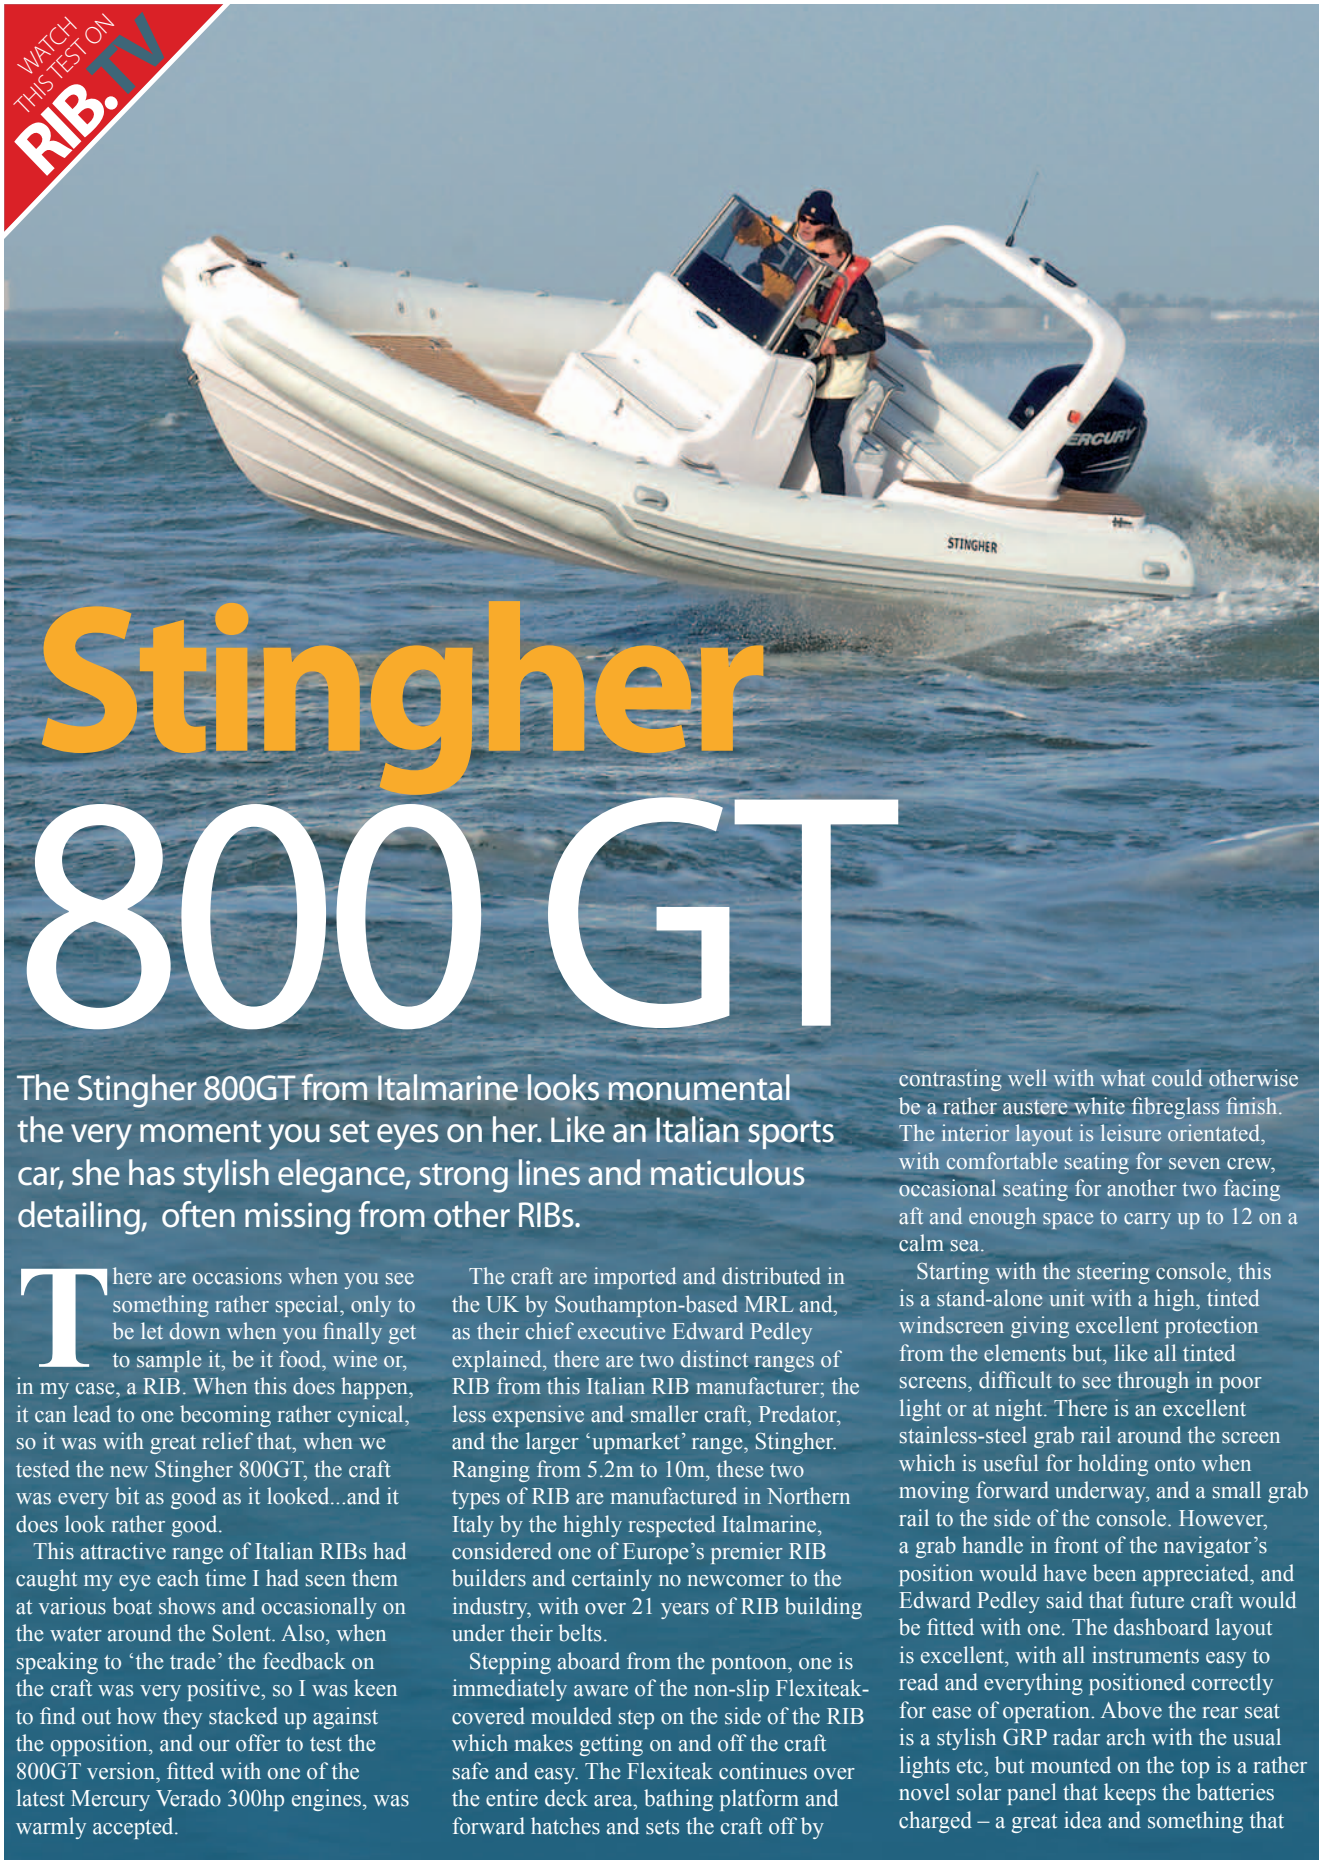 WATCH
THIS TEST ON
RIB.TV
MERCURY
STINGHER
Stingher
800 GT
The Stingher 800GT from Italmarine looks monumental
the very moment you set eyes on her. Like an Italian sports
car, she has stylish elegance, strong lines and maticulous
detailing,  often missing from other RIBs.
There are occasions when you see
something rather special, only to
be let down when you finally get
to sample it, be it food, wine or,
in my case, a RIB. When this does happen,
it can lead to one becoming rather cynical,
so it was with great relief that, when we
tested the new Stingher 800GT, the craft
was every bit as good as it looked...and it
does look rather good.
This attractive range of Italian RIBs had
caught my eye each time I had seen them
at various boat shows and occasionally on
the water around the Solent. Also, when
speaking to ‘the trade’ the feedback on
the craft was very positive, so I was keen
to find out how they stacked up against
the opposition, and our offer to test the
800GT version, fitted with one of the
latest Mercury Verado 300hp engines, was
warmly accepted.
The craft are imported and distributed in
the UK by Southampton-based MRL and,
as their chief executive Edward Pedley
explained, there are two distinct ranges of
RIB from this Italian RIB manufacturer; the
less expensive and smaller craft, Predator,
and the larger ‘upmarket’ range, Stingher.
Ranging from 5.2m to 10m, these two
types of RIB are manufactured in Northern
Italy by the highly respected Italmarine,
considered one of Europe’s premier RIB
builders and certainly no newcomer to the
industry, with over 21 years of RIB building
under their belts.
Stepping aboard from the pontoon, one is
immediately aware of the non-slip Flexiteak-
covered moulded step on the side of the RIB
which makes getting on and off the craft
safe and easy. The Flexiteak continues over
the entire deck area, bathing platform and
forward hatches and sets the craft off by
contrasting well with what could otherwise
be a rather austere white fibreglass finish.
The interior layout is leisure orientated,
with comfortable seating for seven crew,
occasional seating for another two facing
aft and enough space to carry up to 12 on a
calm sea.
Starting with the steering console, this
is a stand-alone unit with a high, tinted
windscreen giving excellent protection
from the elements but, like all tinted
screens, difficult to see through in poor
light or at night. There is an excellent
stainless-steel grab rail around the screen
which is useful for holding onto when
moving forward underway, and a small grab
rail to the side of the console. However,
a grab handle in front of the navigator’s
position would have been appreciated, and
Edward Pedley said that future craft would
be fitted with one. The dashboard layout
is excellent, with all instruments easy to
read and everything positioned correctly
for ease of operation. Above the rear seat
is a stylish GRP radar arch with the usual
lights etc, but mounted on the top is a rather
novel solar panel that keeps the batteries
charged – a great idea and something that